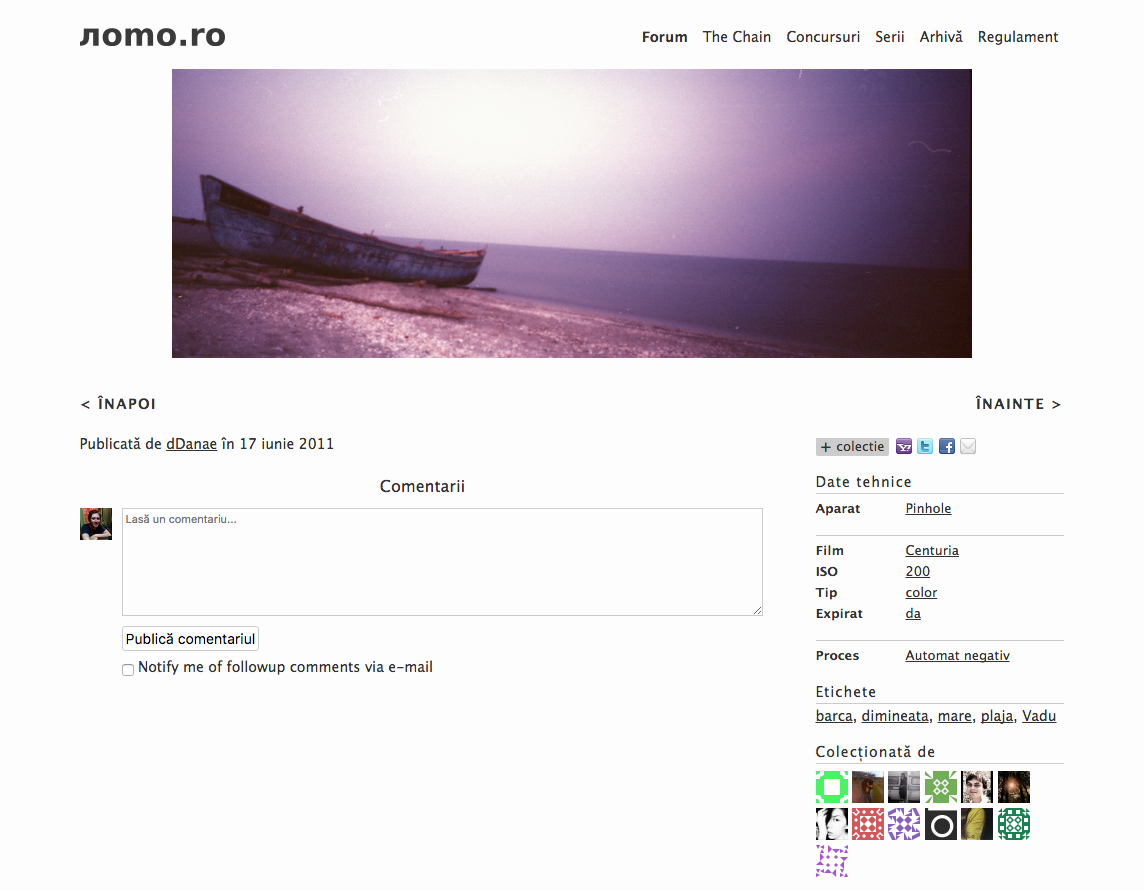 ломо.ro
Forum The Chain Concursuri Serii Arhivă Regulament
< ÎNAPOI ÎNAINTE >
Publicată de dDanae în 17 iunie 2011
+ colectie
Comentarii
Lasă un comentariu...
Publică comentariul
Notify me of followup comments via e-mail
Date tehnice
Aparat Pinhole
Film Centuria
ISO 200
Tip color
Expirat da
Proces Automat negativ
Etichete
barca, dimineata, mare, plaja, Vadu
Colecționată de